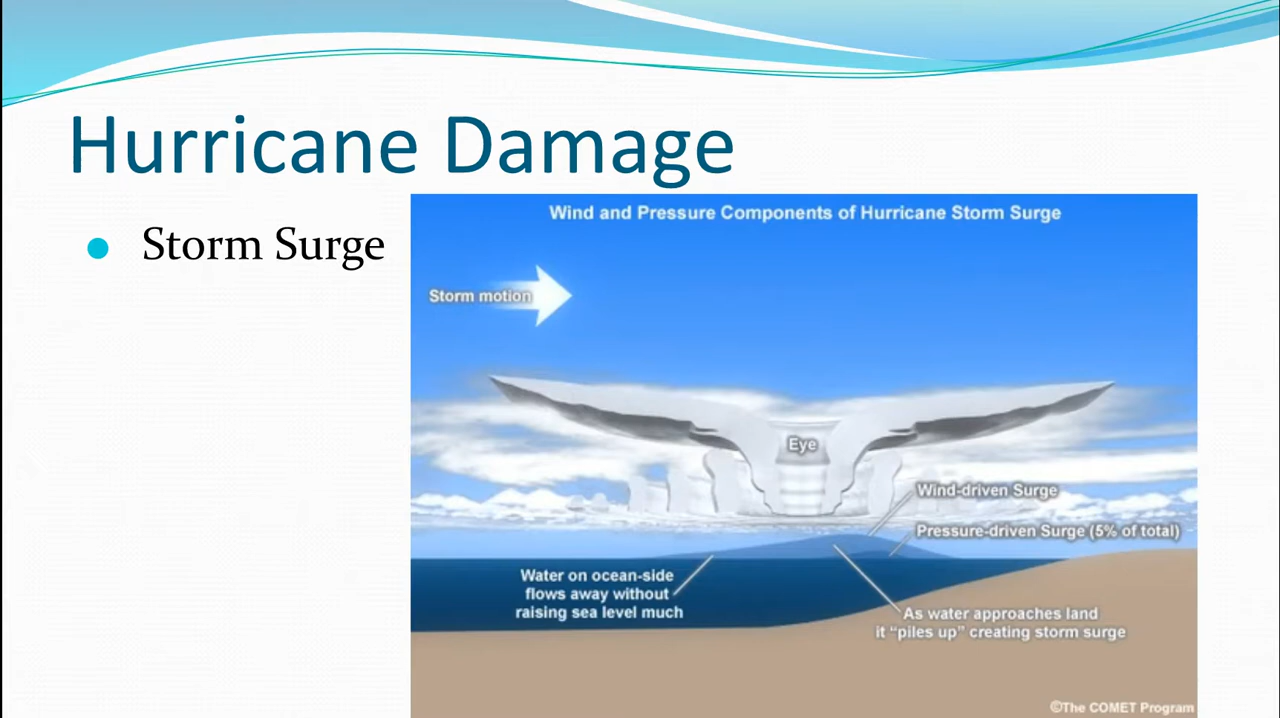 Hurricane Damage
Storm Surge
Wind and Pressure Components of Hurricane Storm Surge
Storm motion
Eye
Wind-driven Surge
Pressure-driven Surge (5% of total)
Water on ocean-side
flows away without
raising sea level much
As water approaches land
it “piles up” creating storm surge
©The COMET Program